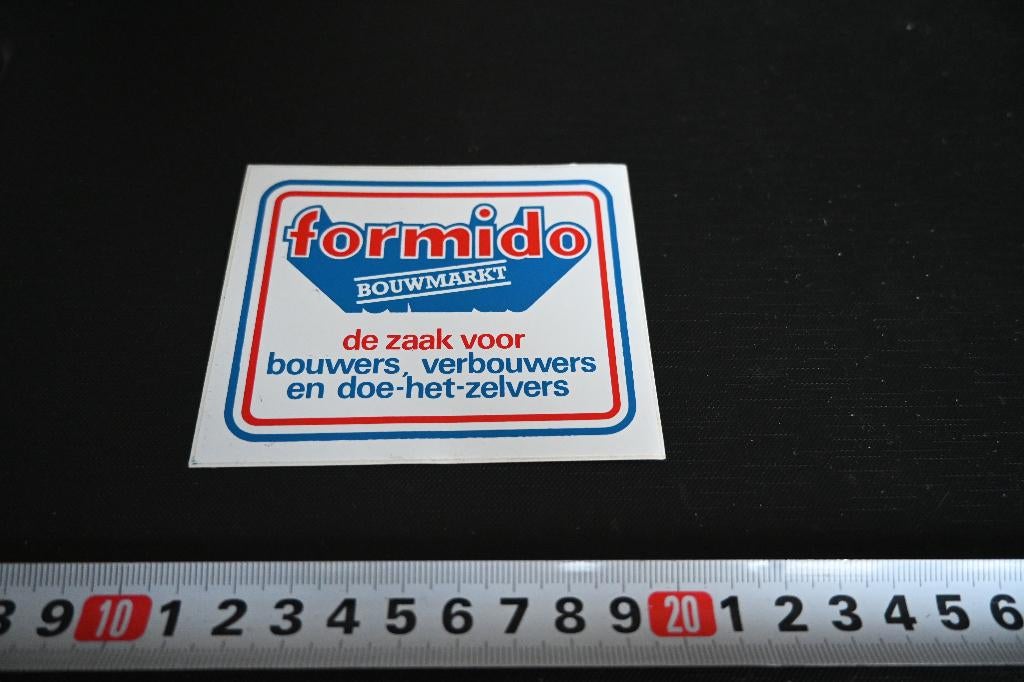 formido
BOUWMARKT
de zaak voor
bouwers, verbouwers
en doe-het-zelvers
8 9 10 1 2 3 4 5 6 7 8 9 20 1 2 3 4 5 6